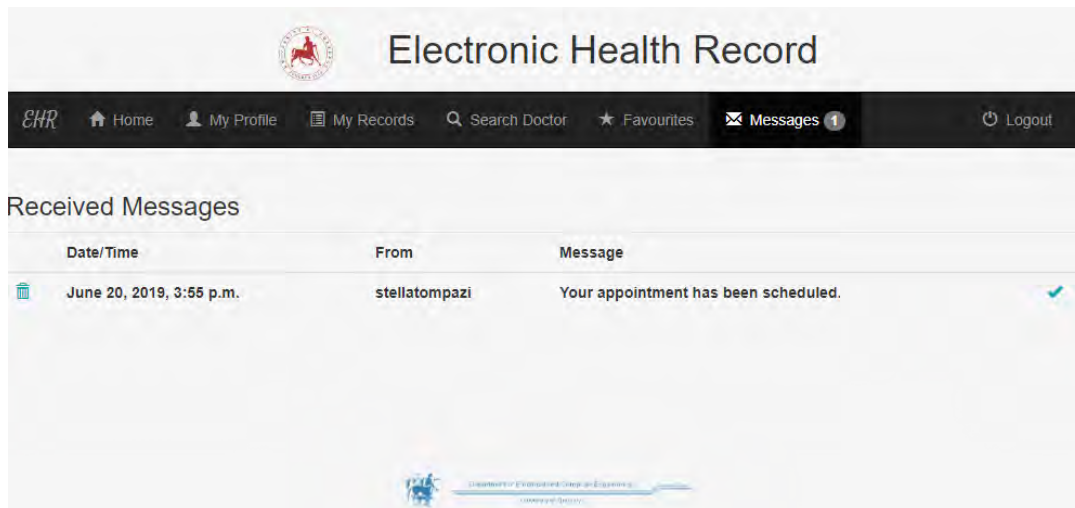 Electronic Health Record
EHR Home My Profile My Records Search Doctor Favourites Messages 1 Logout
Received Messages
Date/Time From Message
June 20, 2019, 3:55 p.m. stellatompazi Your appointment has been scheduled.